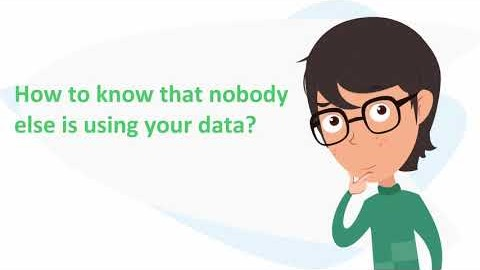 How to know that nobody
else is using your data?